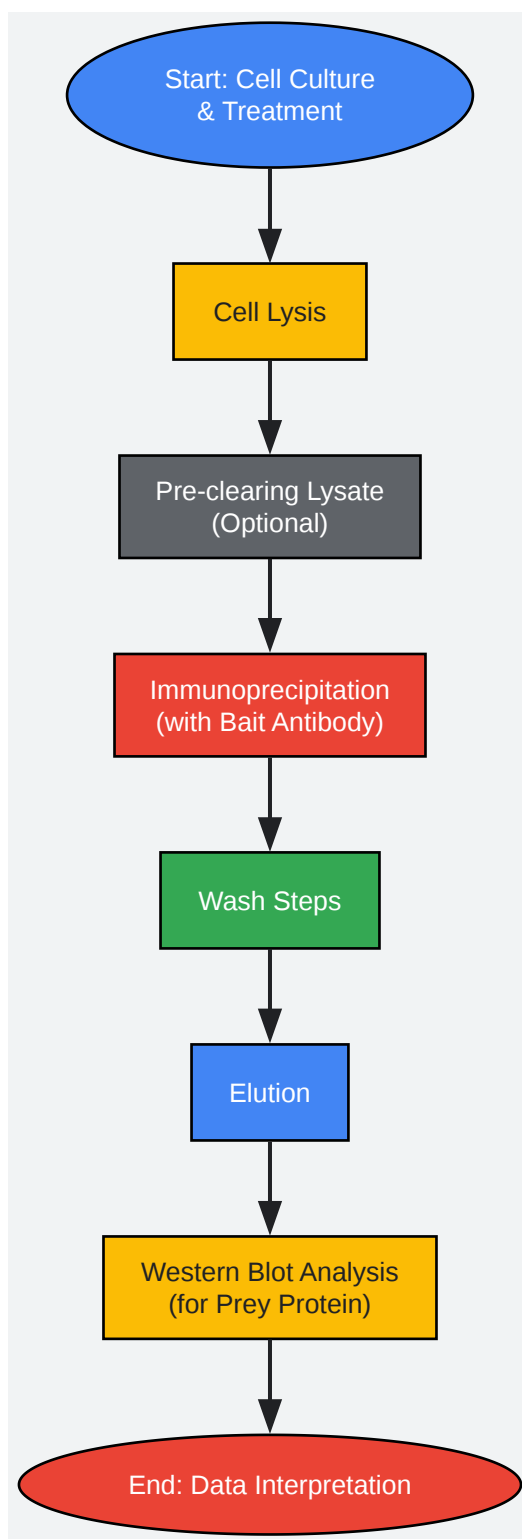 Start: Cell Culture
& Treatment
Cell Lysis
Pre-clearing Lysate
(Optional)
Immunoprecipitation
(with Bait Antibody)
Wash Steps
Elution
Western Blot Analysis
(for Prey Protein)
End: Data Interpretation